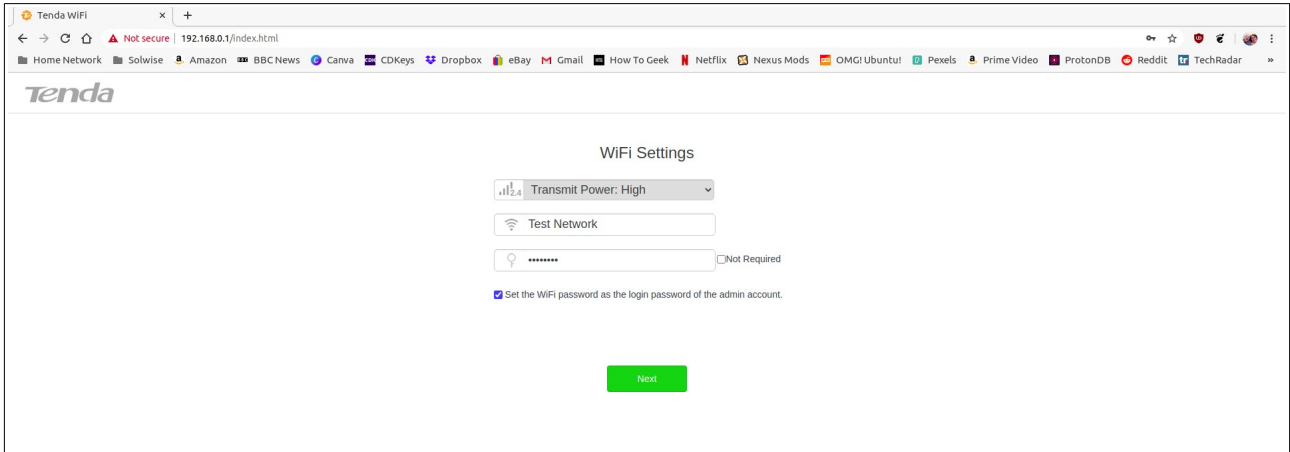 Tenda WiFi
Not secure | 192.168.0.1/index.html
Home Network Solwise Amazon BBC News Canva CDKeys Dropbox eBay Gmail How To Geek Netflix Nexus Mods OMG! Ubuntu! Pexels Prime Video ProtonDB Reddit TechRadar »
Tenda
WiFi Settings
2.4 Transmit Power: High
Test Network
•••••••• Not Required
Set the WiFi password as the login password of the admin account.
Next